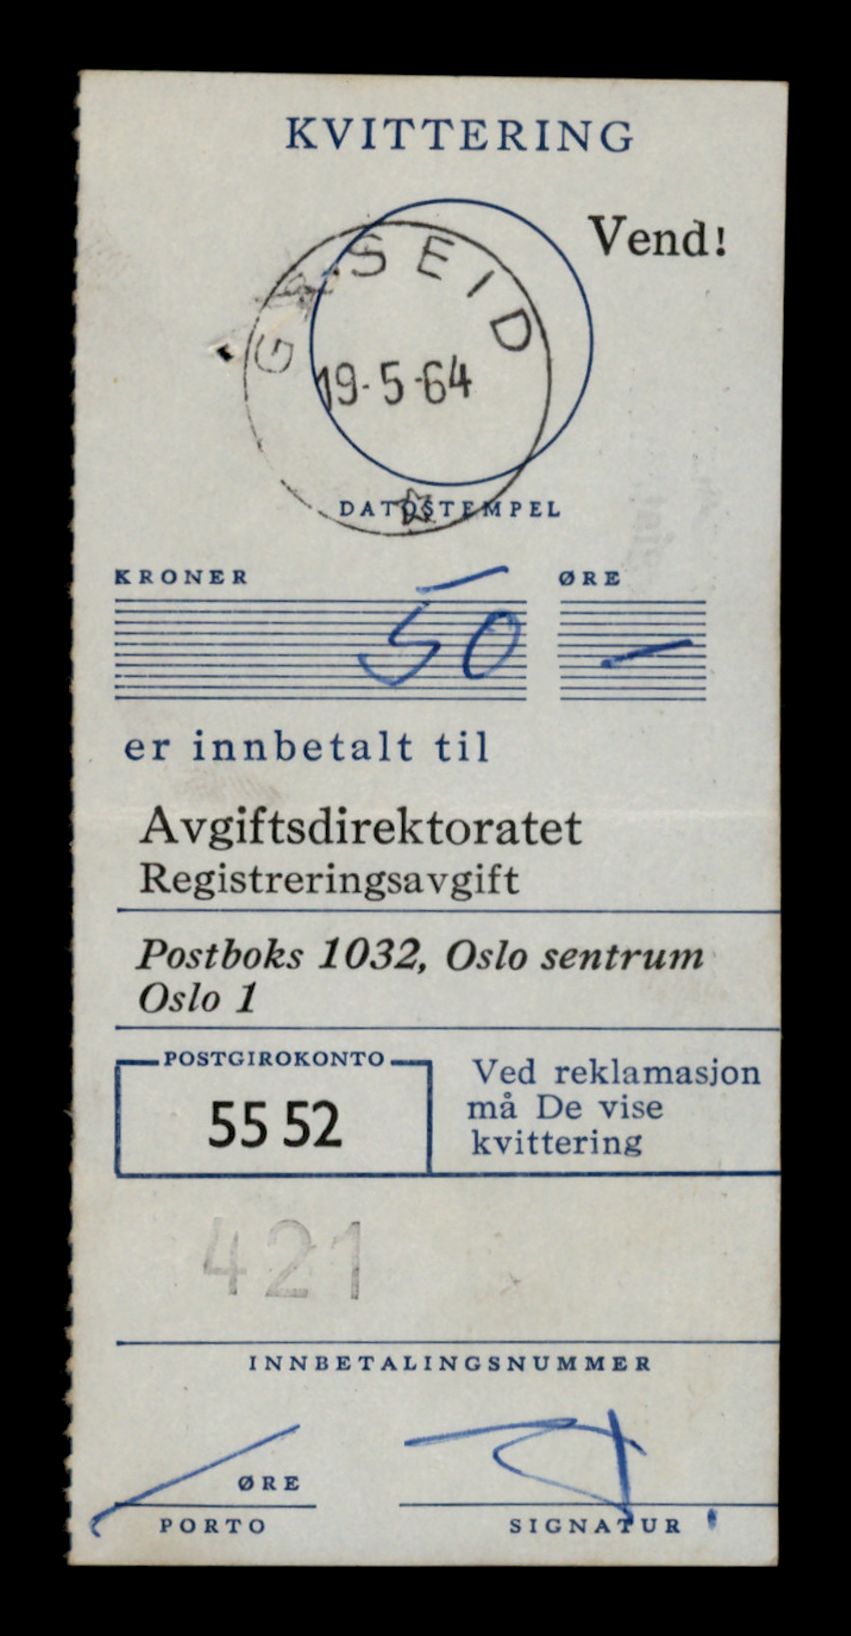 KVITTERING
Vend!
GÅSEID
19-5-64
DATOSTEMPEL
KRONER ØRE
50 —
er innbetalt til
Avgiftsdirektoratet
Registreringsavgift
Postboks 1032, Oslo sentrum
Oslo 1
POSTGIROKONTO
55 52
Ved reklamasjon
må De vise
kvittering
421
INNBETALINGSNUMMER
ØRE
PORTO
SIGNATUR